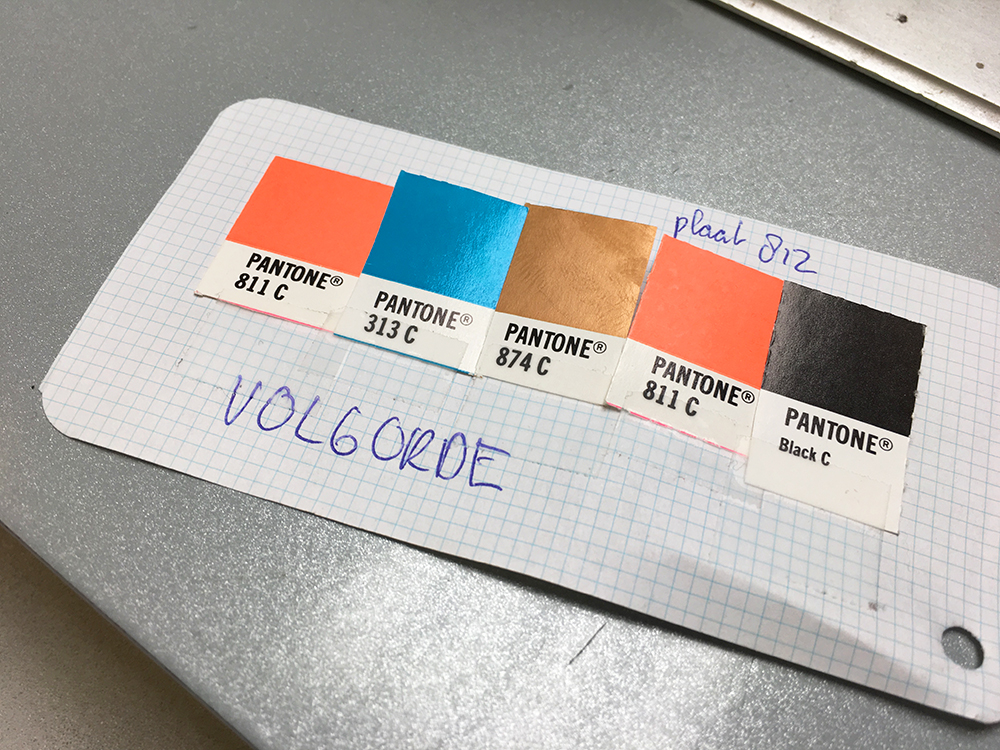 plaat 812
PANTONE®
811 C
PANTONE®
313 C
PANTONE®
874 C
PANTONE®
811 C
PANTONE®
Black C
VOLGORDE